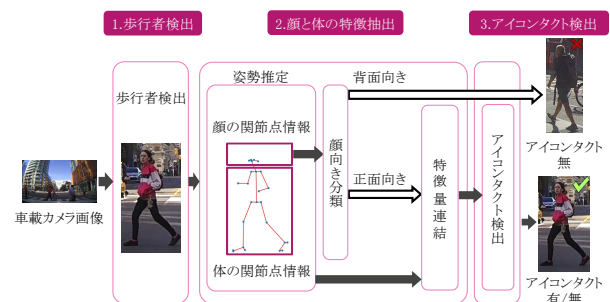 1.歩行者検出
2.顔と体の特徴抽出
3.アイコンタクト検出
歩行者検出
姿勢推定
背面向き
顔の関節点情報
顔向き分類
正面向き
特徴量連結
アイコンタクト検出
体の関節点情報
車載カメラ画像
アイコンタクト
無
アイコンタクト
有/無